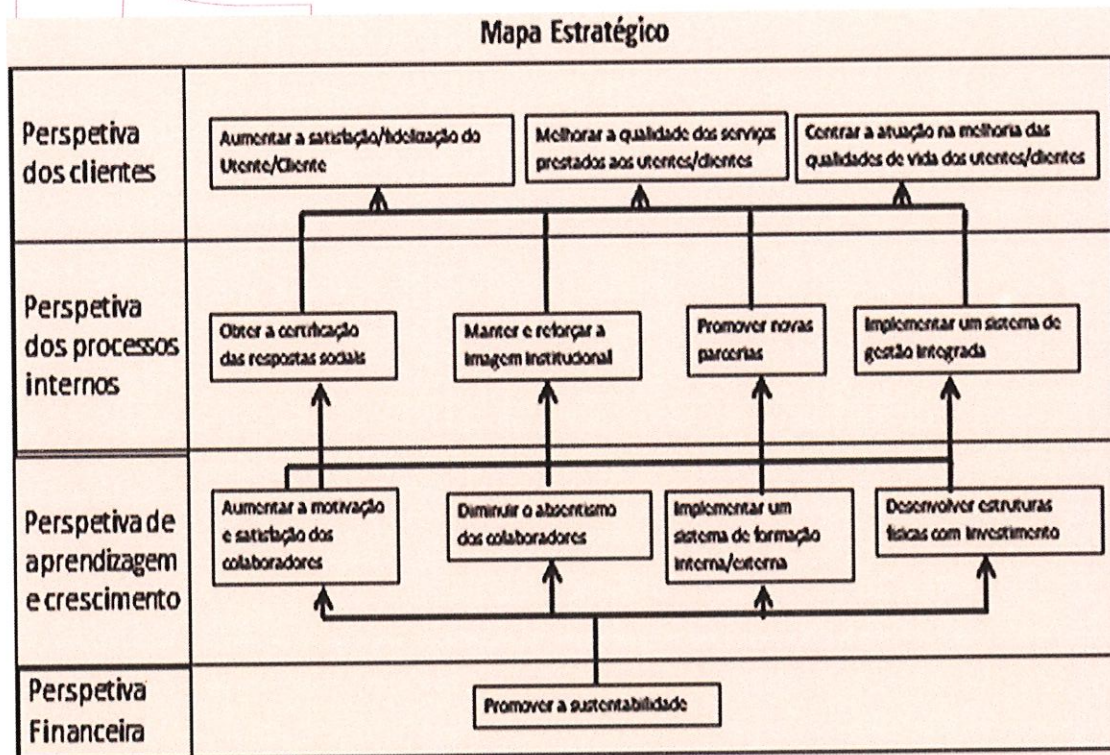 Mapa Estratégico
Perspetiva
dos clientes
Aumentar a satisfação/fidelização do
Utente/Cliente
Melhorar a qualidade dos serviços
prestados aos utentes/clientes
Centrar a atuação na melhoria das
qualidades de vida dos utentes/clientes
Perspetiva
dos processos
internos
Obter a certificação
das respostas sociais
Manter e reforçar a
imagem institucional
Promover novas
parcerias
Implementar um sistema de
gestão integrada
Perspetiva de
aprendizagem
e crescimento
Aumentar a motivação
e satisfação dos
colaboradores
Diminuir o absentismo
dos colaboradores
Implementar um
sistema de formação
interna/externa
Desenvolver estruturas
físicas com investimento
Perspetiva
Financeira
Promover a sustentabilidade